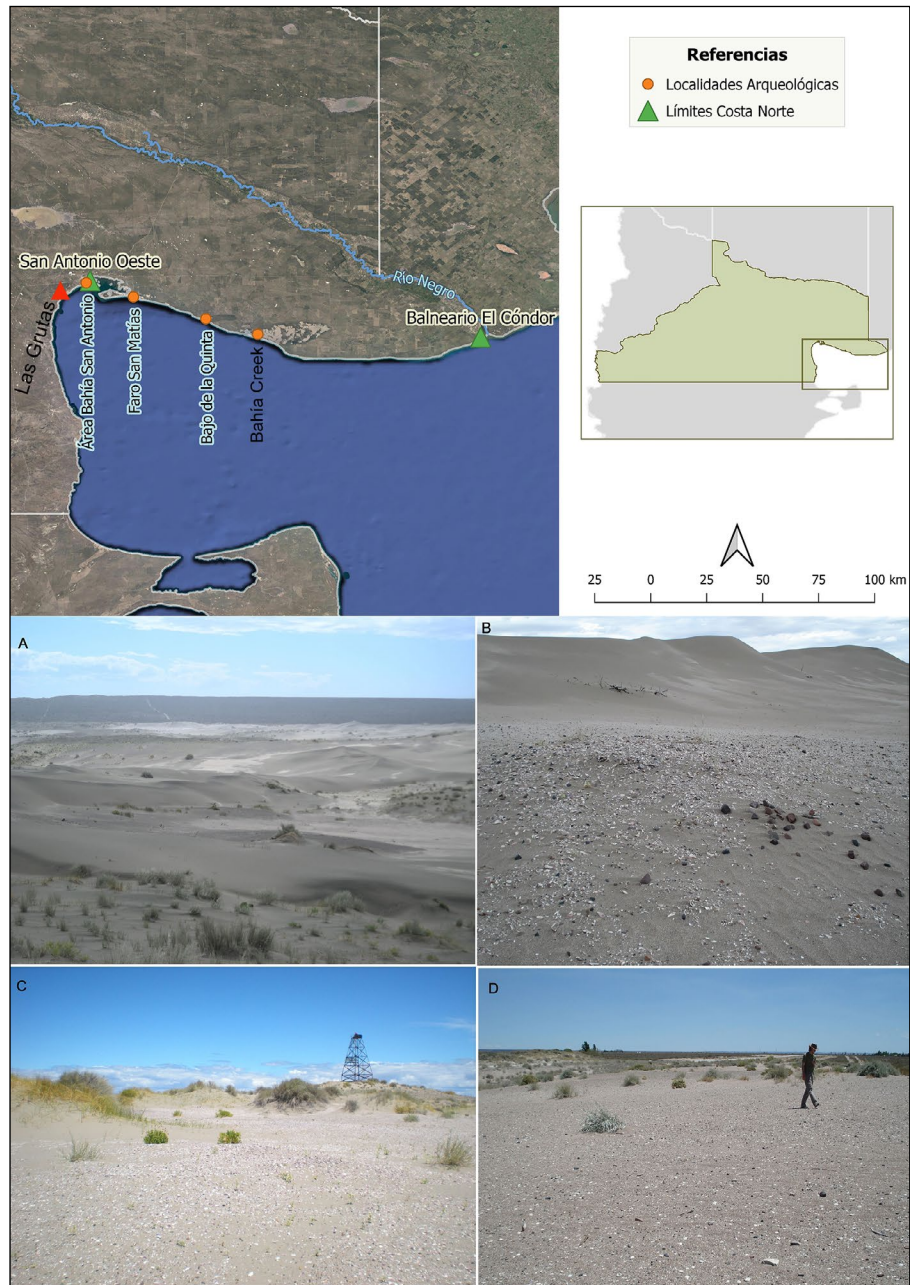 Referencias
Localidades Arqueológicas
Límites Costa Norte
San Antonio Oeste
Río Negro
Balneario El Cóndor
Las Grutas
Área Bahía San Antonio
Faro San Matías
Bajo de la Quinta
Bahía Creek
25 0 25 50 75 100 km
A
B
C
D